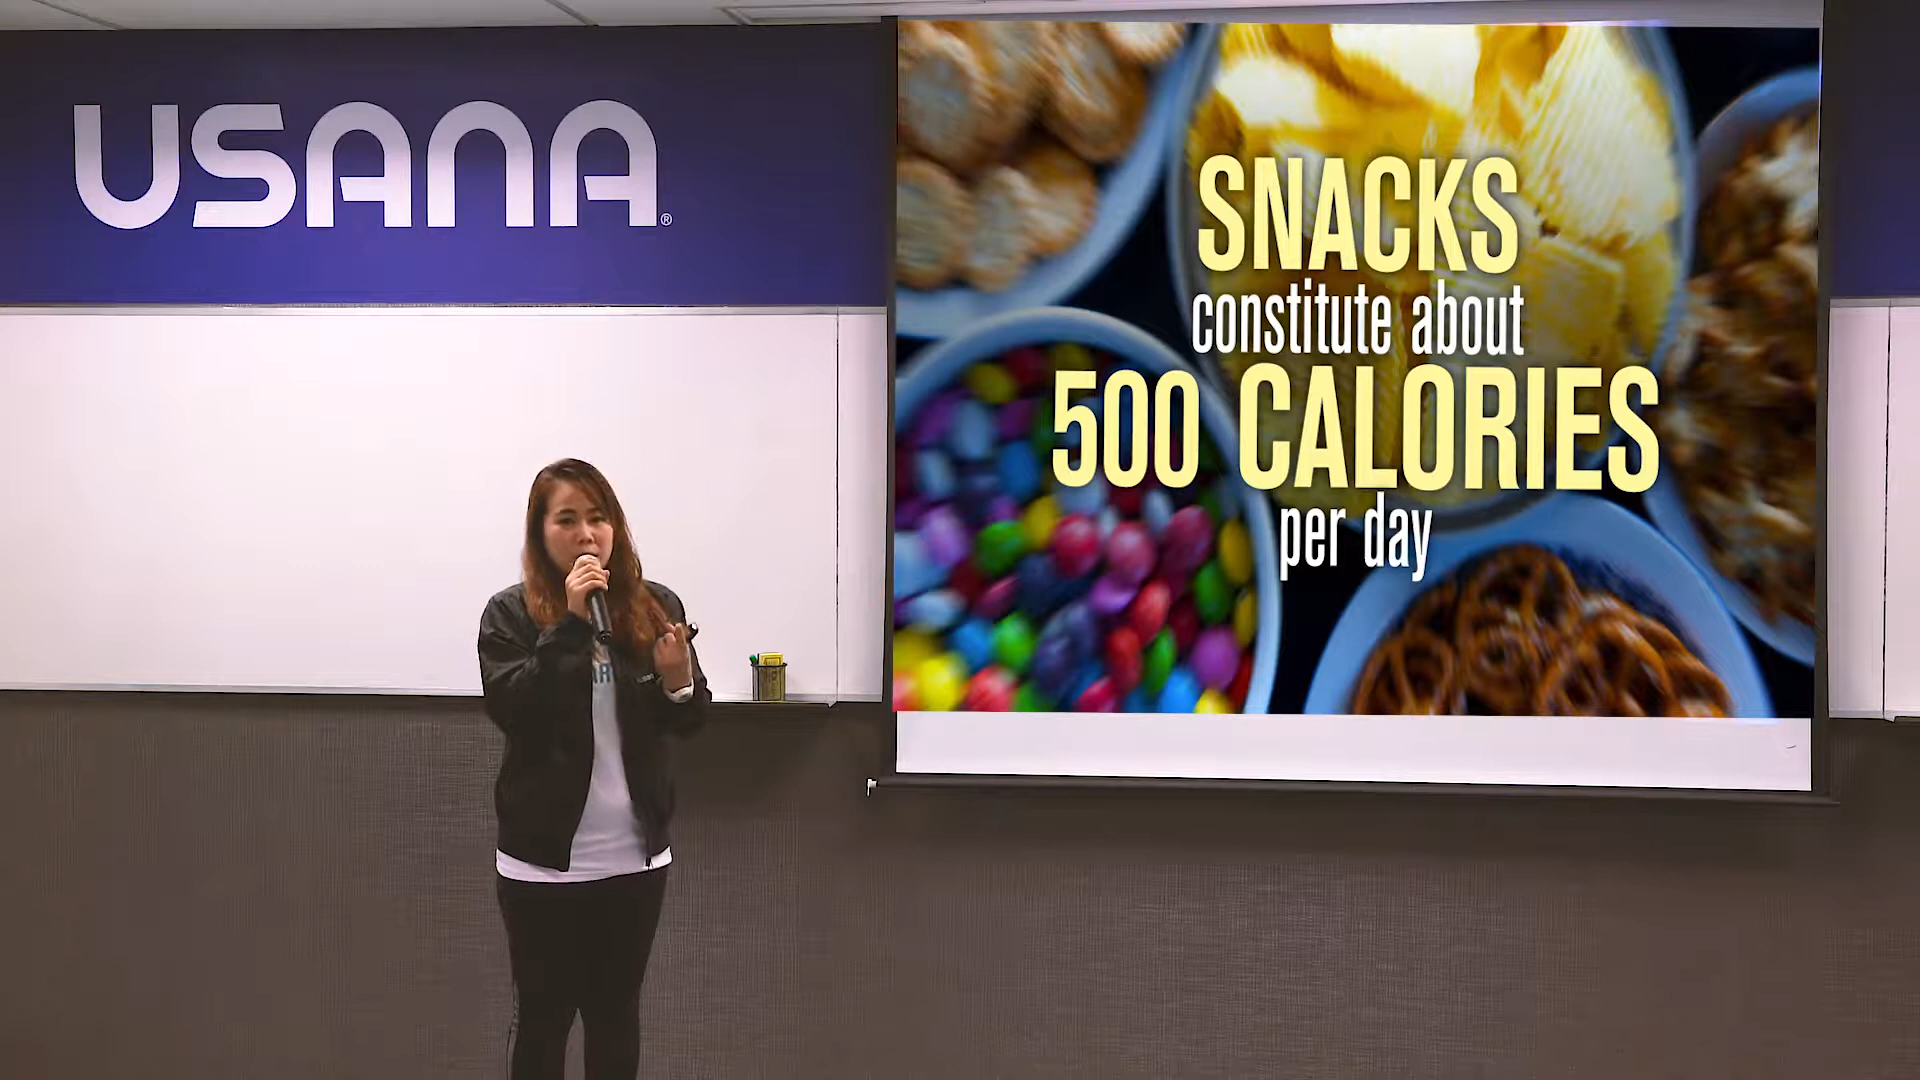 USANA®
SNACKS
constitute about
500 CALORIES
per day